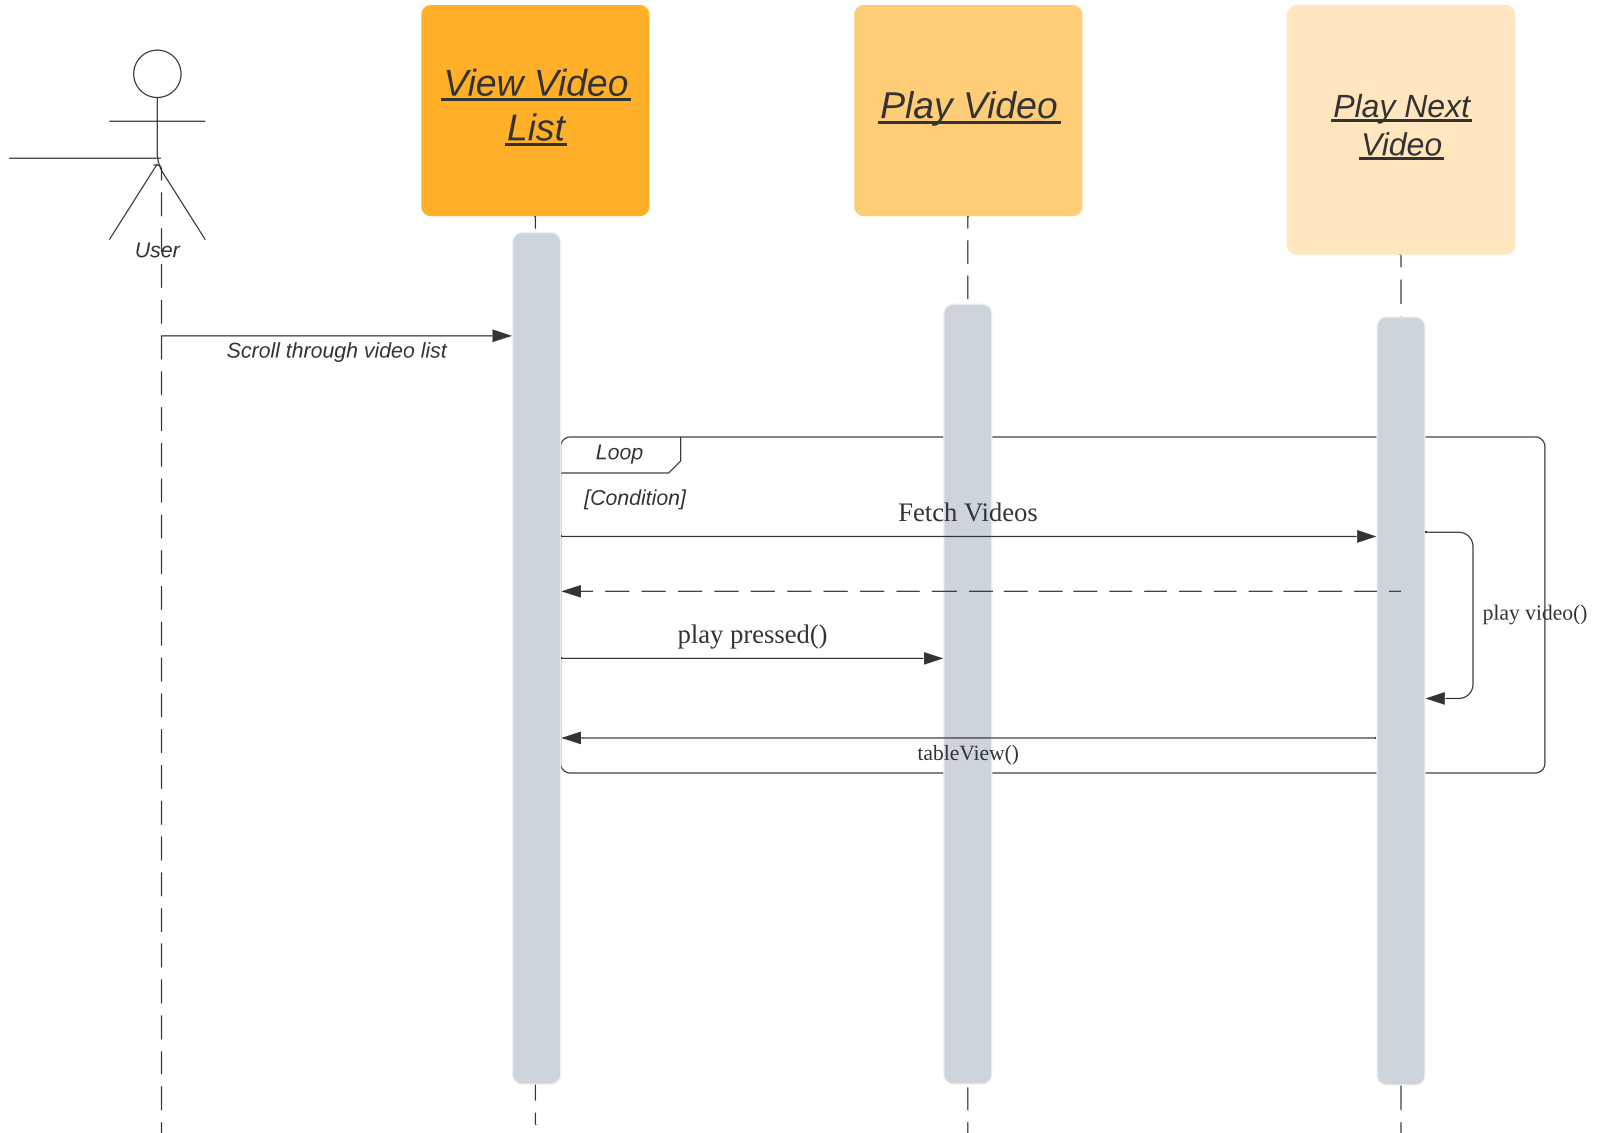 View Video
List
Play Video
Play Next
Video
User
Scroll through video list
Loop
[Condition]
Fetch Videos
play video()
play pressed()
tableView()